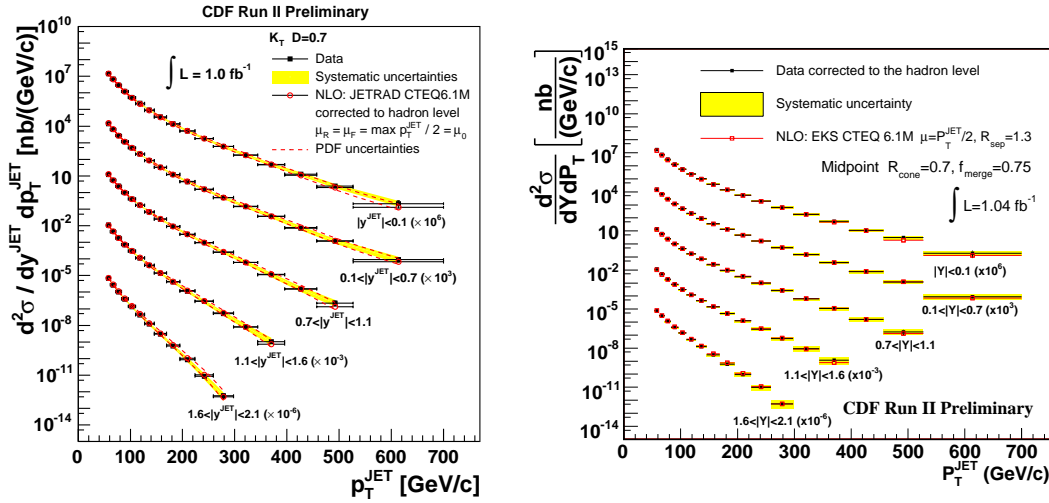 CDF Run II Preliminary
K_T D=0.7
∫ L = 1.0 fb⁻¹
Data
Systematic uncertainties
NLO: JETRAD CTEQ6.1M
corrected to hadron level
μ_R = μ_F = max p_T^JET / 2 = μ_0
PDF uncertainties
d²σ / dy^JET dp_T^JET [nb/(GeV/c)]
10^10
10^7
10^4
10
10^-2
10^-5
10^-8
10^-11
10^-14
|y^JET|<0.1 (×10^6)
0.1<|y^JET|<0.7 (×10^3)
0.7<|y^JET|<1.1
1.1<|y^JET|<1.6 (×10^-3)
1.6<|y^JET|<2.1 (×10^-6)
0 100 200 300 400 500 600 700
p_T^JET [GeV/c]
d²σ/dYdP_T [nb/(GeV/c)]
10^15
10^13
10^10
10^7
10^4
10
10^-2
10^-5
10^-8
10^-11
10^-14
Data corrected to the hadron level
Systematic uncertainty
NLO: EKS CTEQ 6.1M μ=P_T^JET/2, R_sep=1.3
Midpoint R_cone=0.7, f_merge=0.75
∫ L=1.04 fb⁻¹
|Y|<0.1 (x10^6)
0.1<|Y|<0.7 (x10^3)
0.7<|Y|<1.1
1.1<|Y|<1.6 (x10^-3)
1.6<|Y|<2.1 (x10^-6)
CDF Run II Preliminary
0 100 200 300 400 500 600 700
P_T^JET (GeV/c)